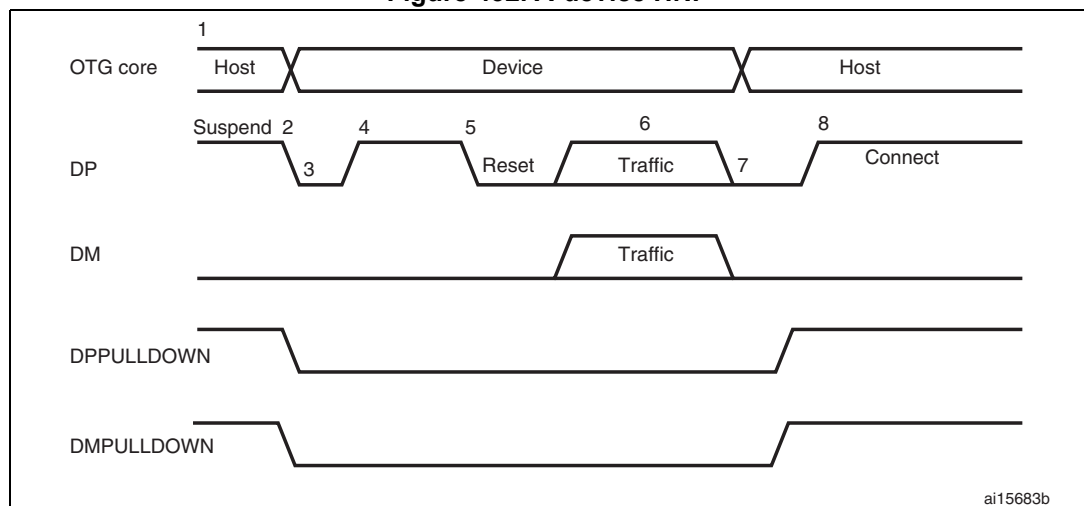 1
OTG core Host Device Host
Suspend 2 4 5 6 8
DP 3 Reset Traffic 7 Connect
DM Traffic
DPPULLDOWN
DMPULLDOWN
ai15683b